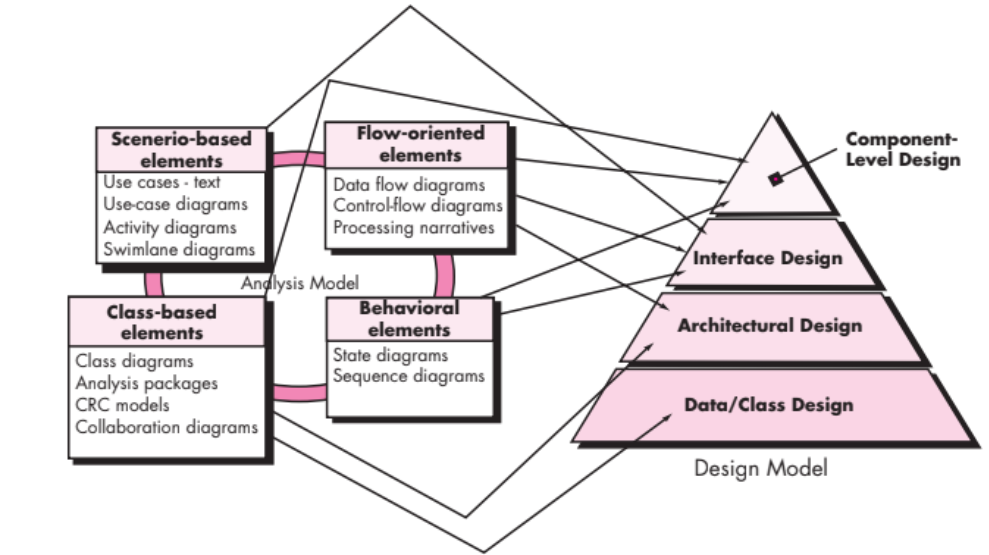 Scenerio-based
elements
Use cases - text
Use-case diagrams
Activity diagrams
Swimlane diagrams
Flow-oriented
elements
Data flow diagrams
Control-flow diagrams
Processing narratives
Analysis Model
Class-based
elements
Class diagrams
Analysis packages
CRC models
Collaboration diagrams
Behavioral
elements
State diagrams
Sequence diagrams
Component-
Level Design
Interface Design
Architectural Design
Data/Class Design
Design Model